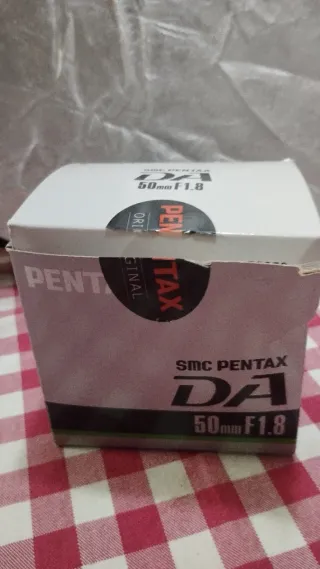 smc PENTAX
DA
50mm F1.8
PENTAX
ORIGINAL
PENTAX
smc PENTAX
DA
50mm F1.8